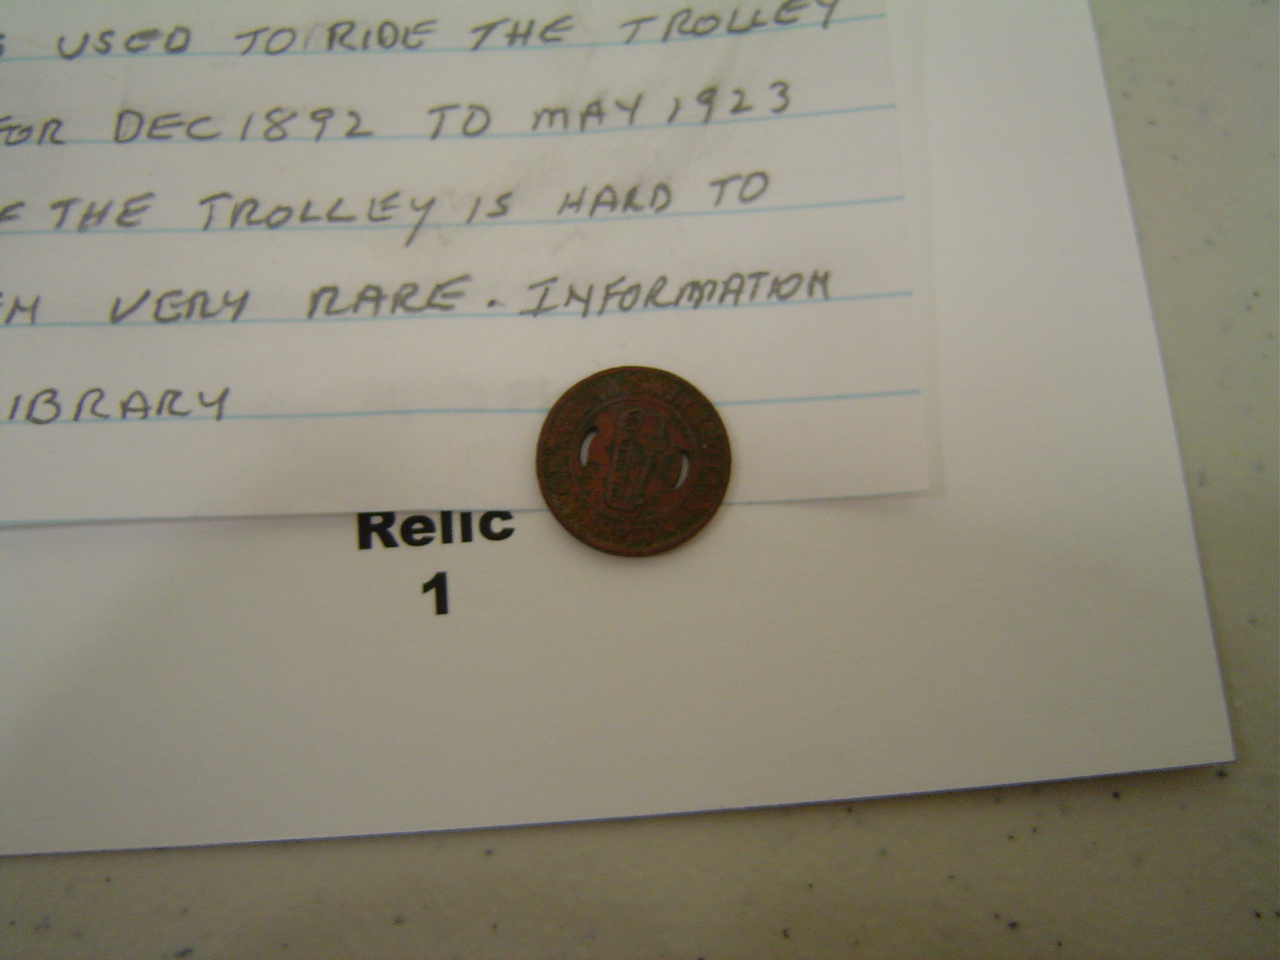 USED TO RIDE THE TROLLEY
FOR DEC 1892 TO MAY 1923
THE TROLLEY IS HARD TO
VERY RARE. INFORMATION
IBRARY
Relic
1